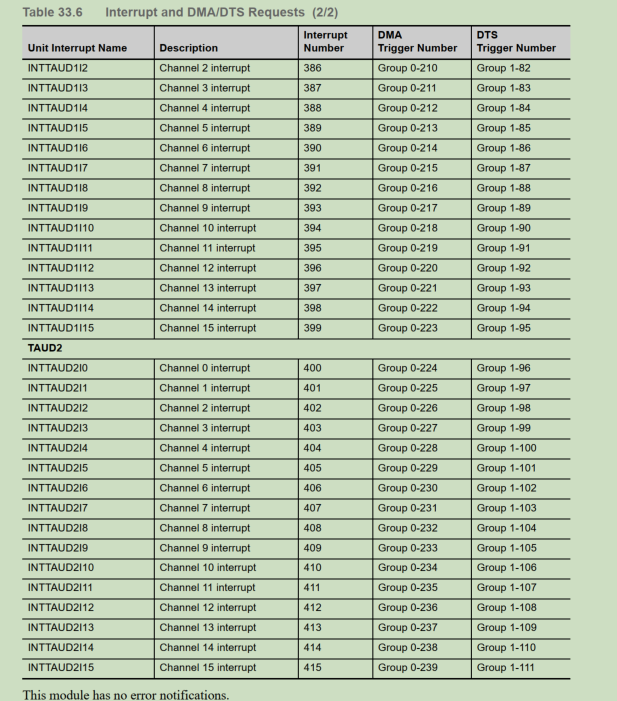 Table 33.6 Interrupt and DMA/DTS Requests (2/2)
Unit Interrupt Name Description Interrupt Number DMA Trigger Number DTS Trigger Number
INTTAUD1I2 Channel 2 interrupt 386 Group 0-210 Group 1-82
INTTAUD1I3 Channel 3 interrupt 387 Group 0-211 Group 1-83
INTTAUD1I4 Channel 4 interrupt 388 Group 0-212 Group 1-84
INTTAUD1I5 Channel 5 interrupt 389 Group 0-213 Group 1-85
INTTAUD1I6 Channel 6 interrupt 390 Group 0-214 Group 1-86
INTTAUD1I7 Channel 7 interrupt 391 Group 0-215 Group 1-87
INTTAUD1I8 Channel 8 interrupt 392 Group 0-216 Group 1-88
INTTAUD1I9 Channel 9 interrupt 393 Group 0-217 Group 1-89
INTTAUD1I10 Channel 10 interrupt 394 Group 0-218 Group 1-90
INTTAUD1I11 Channel 11 interrupt 395 Group 0-219 Group 1-91
INTTAUD1I12 Channel 12 interrupt 396 Group 0-220 Group 1-92
INTTAUD1I13 Channel 13 interrupt 397 Group 0-221 Group 1-93
INTTAUD1I14 Channel 14 interrupt 398 Group 0-222 Group 1-94
INTTAUD1I15 Channel 15 interrupt 399 Group 0-223 Group 1-95
TAUD2
INTTAUD2I0 Channel 0 interrupt 400 Group 0-224 Group 1-96
INTTAUD2I1 Channel 1 interrupt 401 Group 0-225 Group 1-97
INTTAUD2I2 Channel 2 interrupt 402 Group 0-226 Group 1-98
INTTAUD2I3 Channel 3 interrupt 403 Group 0-227 Group 1-99
INTTAUD2I4 Channel 4 interrupt 404 Group 0-228 Group 1-100
INTTAUD2I5 Channel 5 interrupt 405 Group 0-229 Group 1-101
INTTAUD2I6 Channel 6 interrupt 406 Group 0-230 Group 1-102
INTTAUD2I7 Channel 7 interrupt 407 Group 0-231 Group 1-103
INTTAUD2I8 Channel 8 interrupt 408 Group 0-232 Group 1-104
INTTAUD2I9 Channel 9 interrupt 409 Group 0-233 Group 1-105
INTTAUD2I10 Channel 10 interrupt 410 Group 0-234 Group 1-106
INTTAUD2I11 Channel 11 interrupt 411 Group 0-235 Group 1-107
INTTAUD2I12 Channel 12 interrupt 412 Group 0-236 Group 1-108
INTTAUD2I13 Channel 13 interrupt 413 Group 0-237 Group 1-109
INTTAUD2I14 Channel 14 interrupt 414 Group 0-238 Group 1-110
INTTAUD2I15 Channel 15 interrupt 415 Group 0-239 Group 1-111
This module has no error notifications.